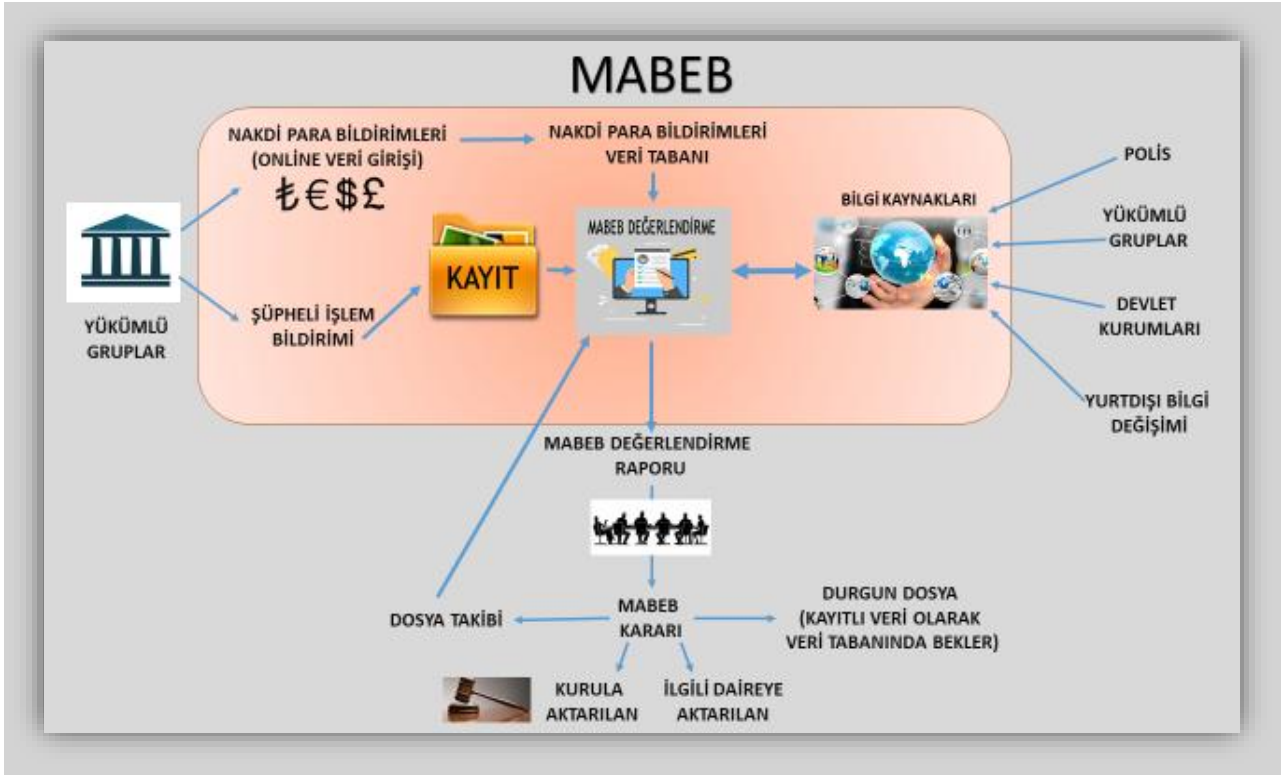 MABEB
NAKDİ PARA BİLDİRİMLERİ
(ONLINE VERİ GİRİŞİ)
₺€$£
NAKDİ PARA BİLDİRİMLERİ
VERİ TABANI
POLİS
BİLGİ KAYNAKLARI
YÜKÜMLÜ
GRUPLAR
MABEB DEĞERLENDİRME
KAYIT
YÜKÜMLÜ
GRUPLAR
ŞÜPHELİ İŞLEM
BİLDİRİMİ
DEVLET
KURUMLARI
YURTDIŞI BİLGİ
DEĞİŞİMİ
MABEB DEĞERLENDİRME
RAPORU
DOSYA TAKİBİ
MABEB
KARARI
DURGUN DOSYA
(KAYITLI VERİ OLARAK
VERİ TABANINDA BEKLER)
KURULA
AKTARILAN
İLGİLİ DAİREYE
AKTARILAN